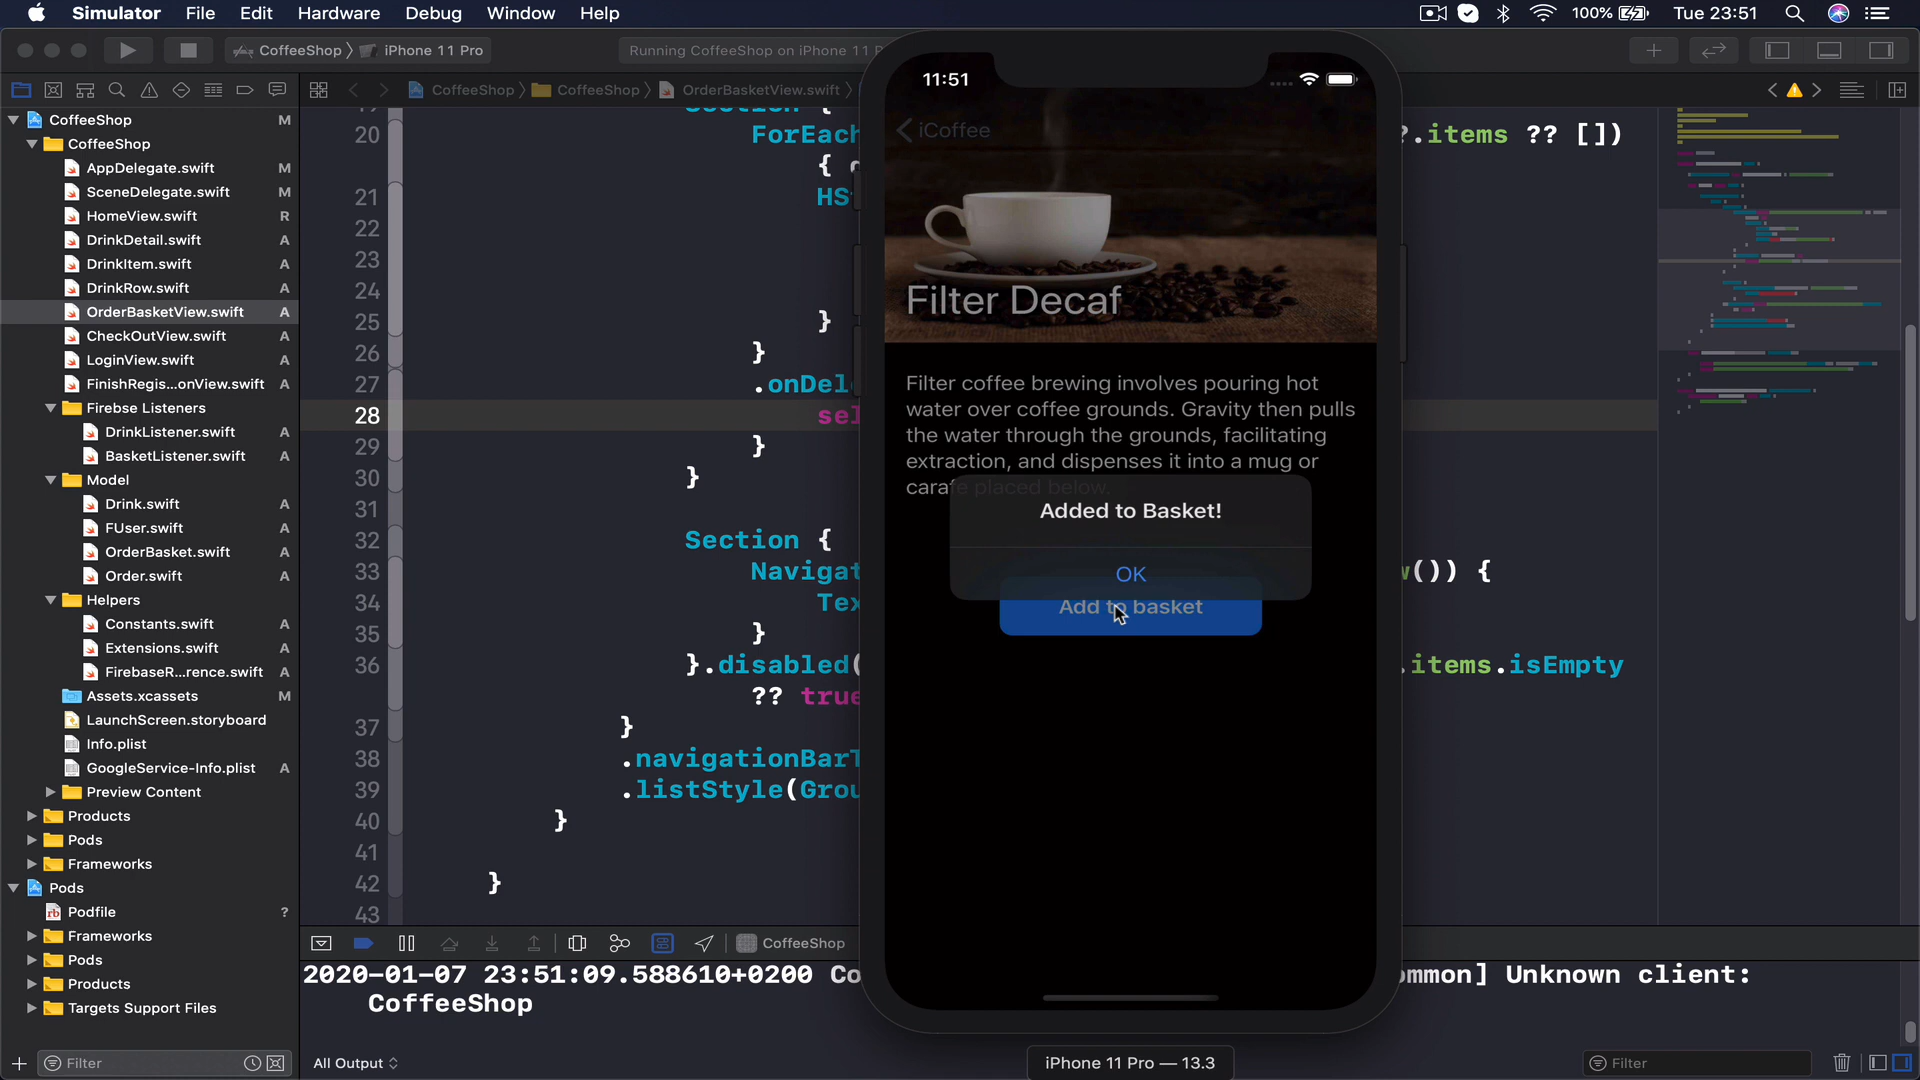 Simulator File Edit Hardware Debug Window Help 100% Tue 23:51
CoffeeShop iPhone 11 Pro Running CoffeeShop on iPhone 11 P
CoffeeShop CoffeeShop OrderBasketView.swift
CoffeeShop M
CoffeeShop
AppDelegate.swift M
SceneDelegate.swift M
HomeView.swift R
DrinkDetail.swift A
DrinkItem.swift A
DrinkRow.swift A
OrderBasketView.swift A
CheckOutView.swift A
LoginView.swift A
FinishRegis...onView.swift A
Firebse Listeners
DrinkListener.swift A
BasketListener.swift A
Model
Drink.swift A
FUser.swift A
OrderBasket.swift A
Order.swift A
Helpers
Constants.swift A
Extensions.swift A
FirebaseR...rence.swift A
Assets.xcassets M
LaunchScreen.storyboard
Info.plist
GoogleService-Info.plist A
Preview Content
Products
Pods
Frameworks
Pods
Podfile ?
Frameworks
Pods
Products
Targets Support Files
Filter
19 Section {
20 ForEach ?.items ?? [])
{
21 HS
22
23
24
25 }
26 }
27 .onDel
28 sel
29 }
30 }
31
32 Section {
33 Navigat w()) {
34 Tex
35 }
36 }.disabled( .items.isEmpty
?? true
37 }
38 .navigationBarT
39 .listStyle(Grou
40 }
41
42 }
43
11:51
iCoffee
Filter Decaf
Filter coffee brewing involves pouring hot
water over coffee grounds. Gravity then pulls
the water through the grounds, facilitating
extraction, and dispenses it into a mug or
carafe placed below.
Added to Basket!
OK
Add to basket
CoffeeShop
2020-01-07 23:51:09.588610+0200 Co ommon] Unknown client:
CoffeeShop
All Output
iPhone 11 Pro — 13.3
Filter